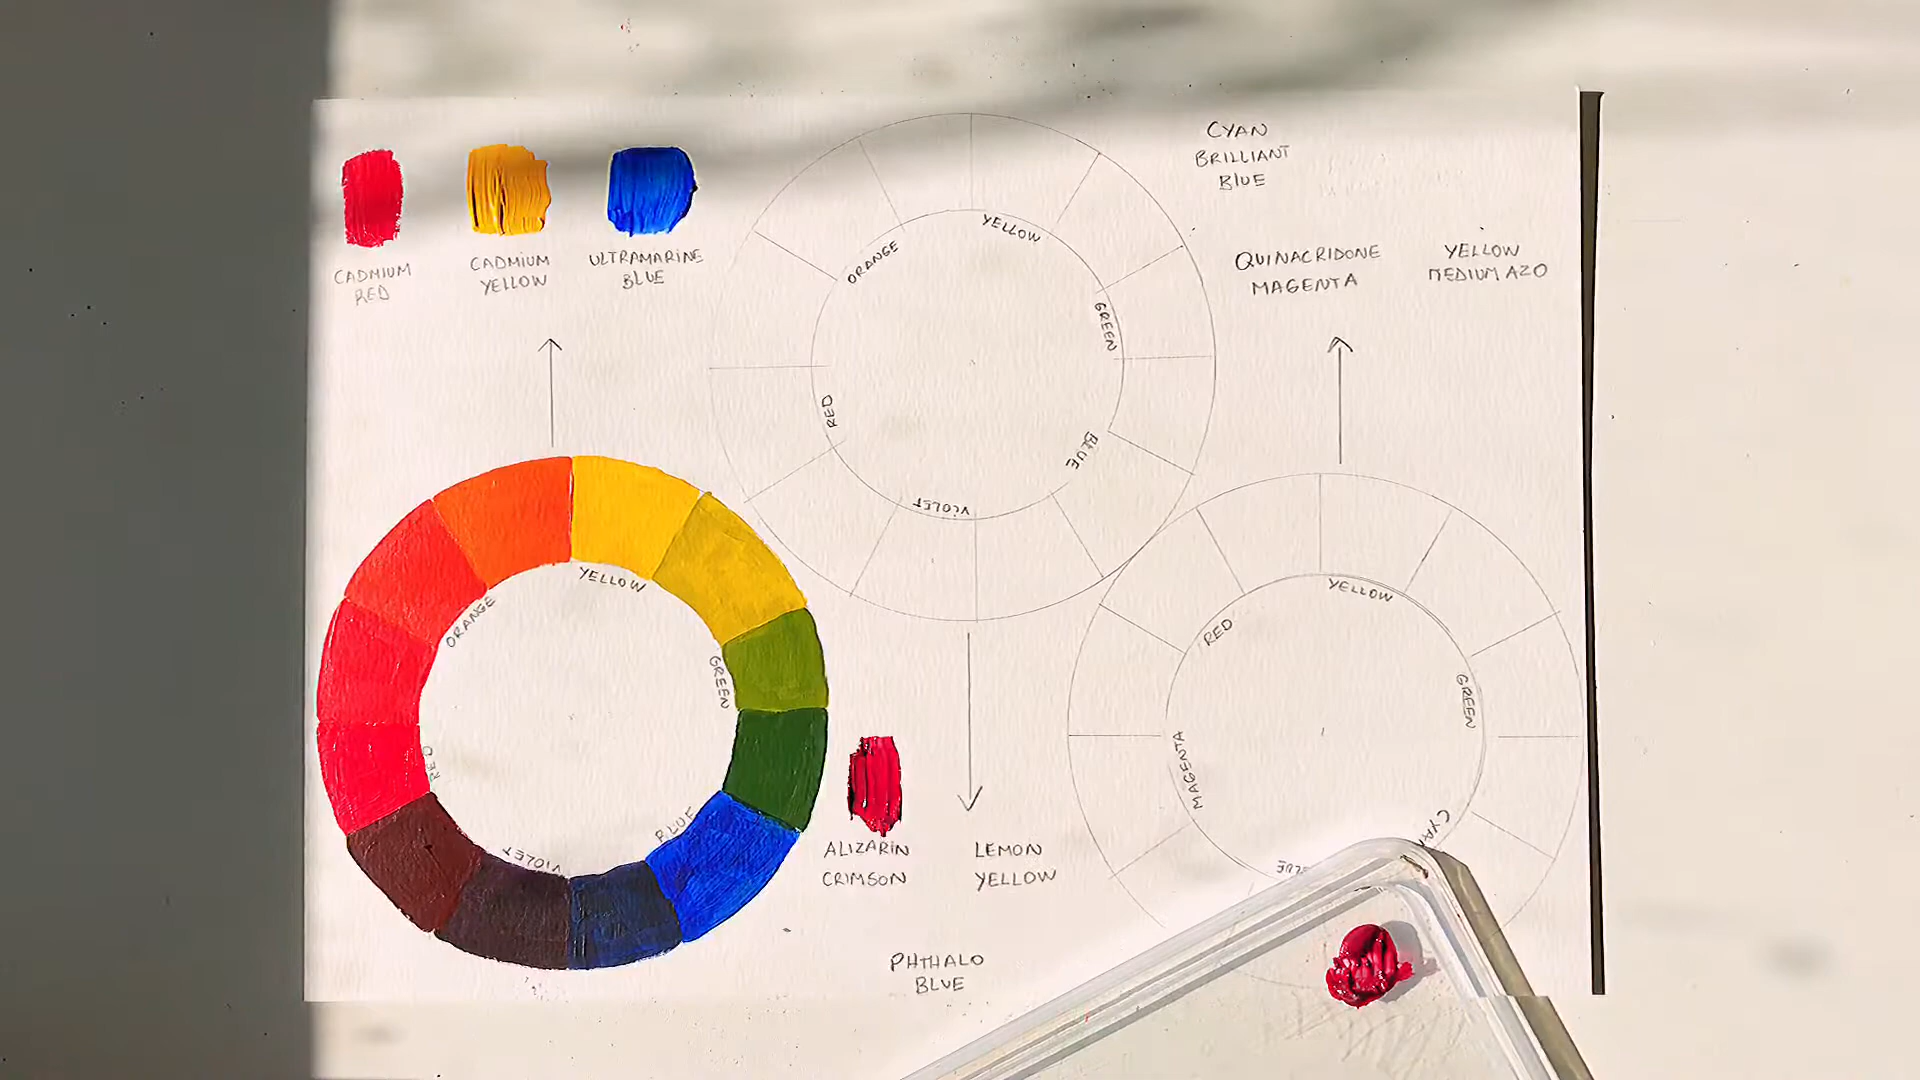 CADMIUM
RED
CADMIUM
YELLOW
ULTRAMARINE
BLUE
CYAN
BRILLIANT
BLUE
QUINACRIDONE
MAGENTA
YELLOW
MEDIUM AZO
YELLOW
GREEN
BLUE
VIOLET
RED
ORANGE
YELLOW
GREEN
BLUE
VIOLET
RED
ORANGE
ALIZARIN
CRIMSON
LEMON
YELLOW
PHTHALO
BLUE
YELLOW
GREEN
MAGENTA
RED